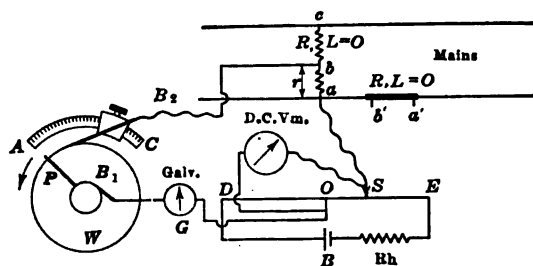 c
R, L=O
Mains
b
r
a
R, L=O
b' a'
B₂
D.C.Vm.
A
C
P
B₁
Galv.
D O S E
G
W
B
Rh